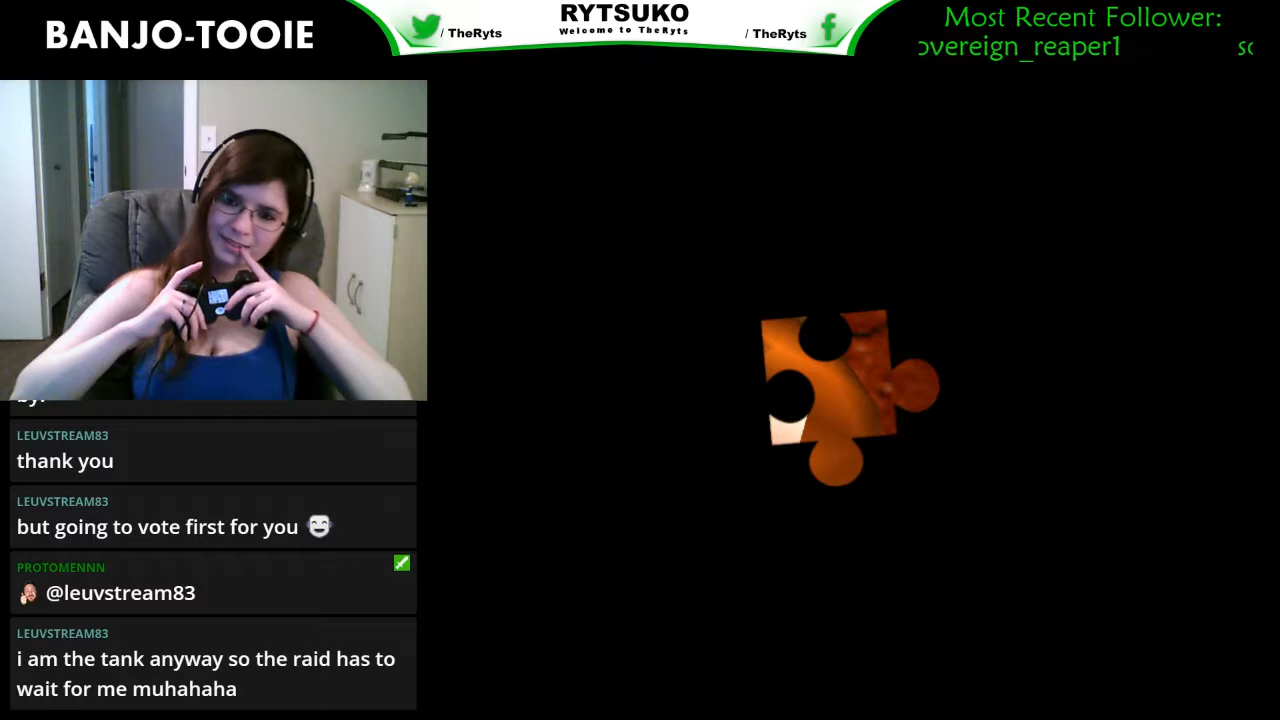 BANJO-TOOIE
RYTSUKO
Welcome to TheRyts
/ TheRyts
/ TheRyts
Most Recent Follower:
overeign_reaper1
LEUVSTREAM83
thank you
LEUVSTREAM83
but going to vote first for you
PROTOMENNN
@leuvstream83
LEUVSTREAM83
i am the tank anyway so the raid has to
wait for me muhahaha